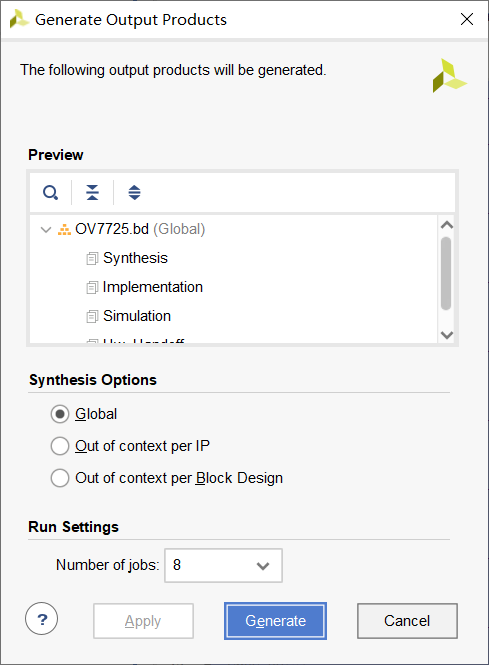 Generate Output Products
The following output products will be generated.
Preview
OV7725.bd (Global)
Synthesis
Implementation
Simulation
Hw_Handoff
Synthesis Options
Global
Out of context per IP
Out of context per Block Design
Run Settings
Number of jobs: 8
? Apply Generate Cancel